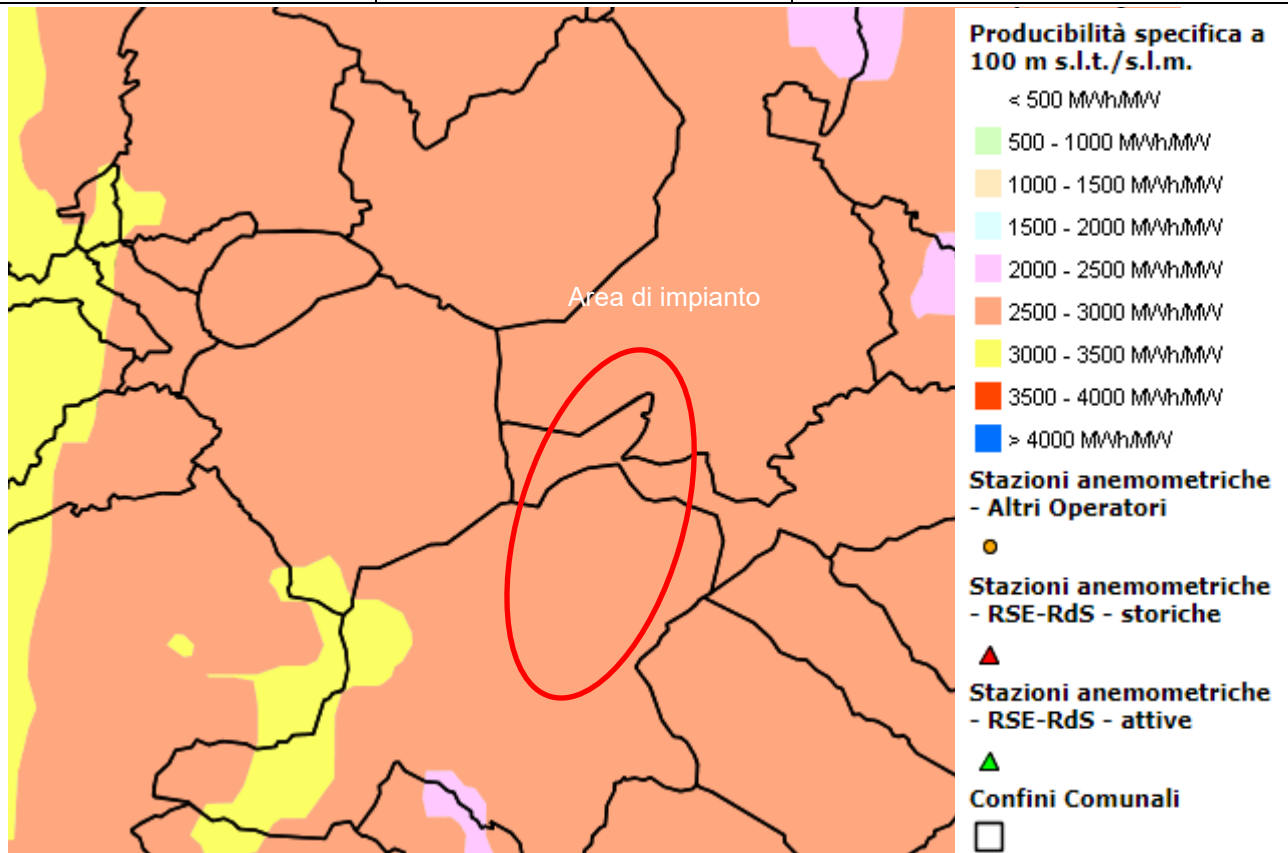 Area di impianto
Producibilità specifica a
100 m s.l.t./s.l.m.
< 500 MWh/MW
500 - 1000 MWh/MW
1000 - 1500 MWh/MW
1500 - 2000 MWh/MW
2000 - 2500 MWh/MW
2500 - 3000 MWh/MW
3000 - 3500 MWh/MW
3500 - 4000 MWh/MW
> 4000 MWh/MW
Stazioni anemometriche
- Altri Operatori
Stazioni anemometriche
- RSE-RdS - storiche
Stazioni anemometriche
- RSE-RdS - attive
Confini Comunali